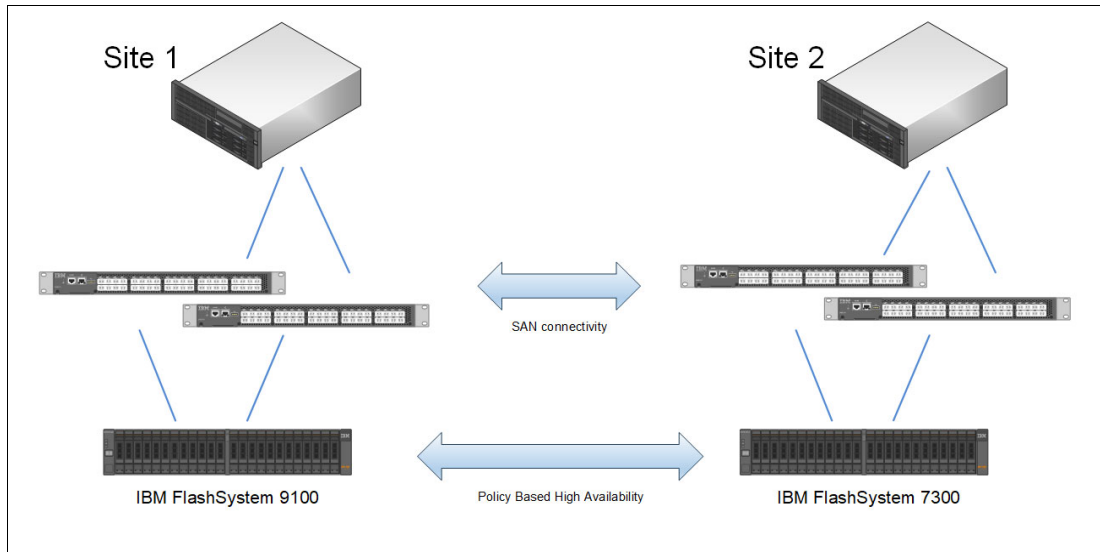 Site 1
Site 2
SAN connectivity
IBM FlashSystem 9100
Policy Based High Availability
IBM FlashSystem 7300